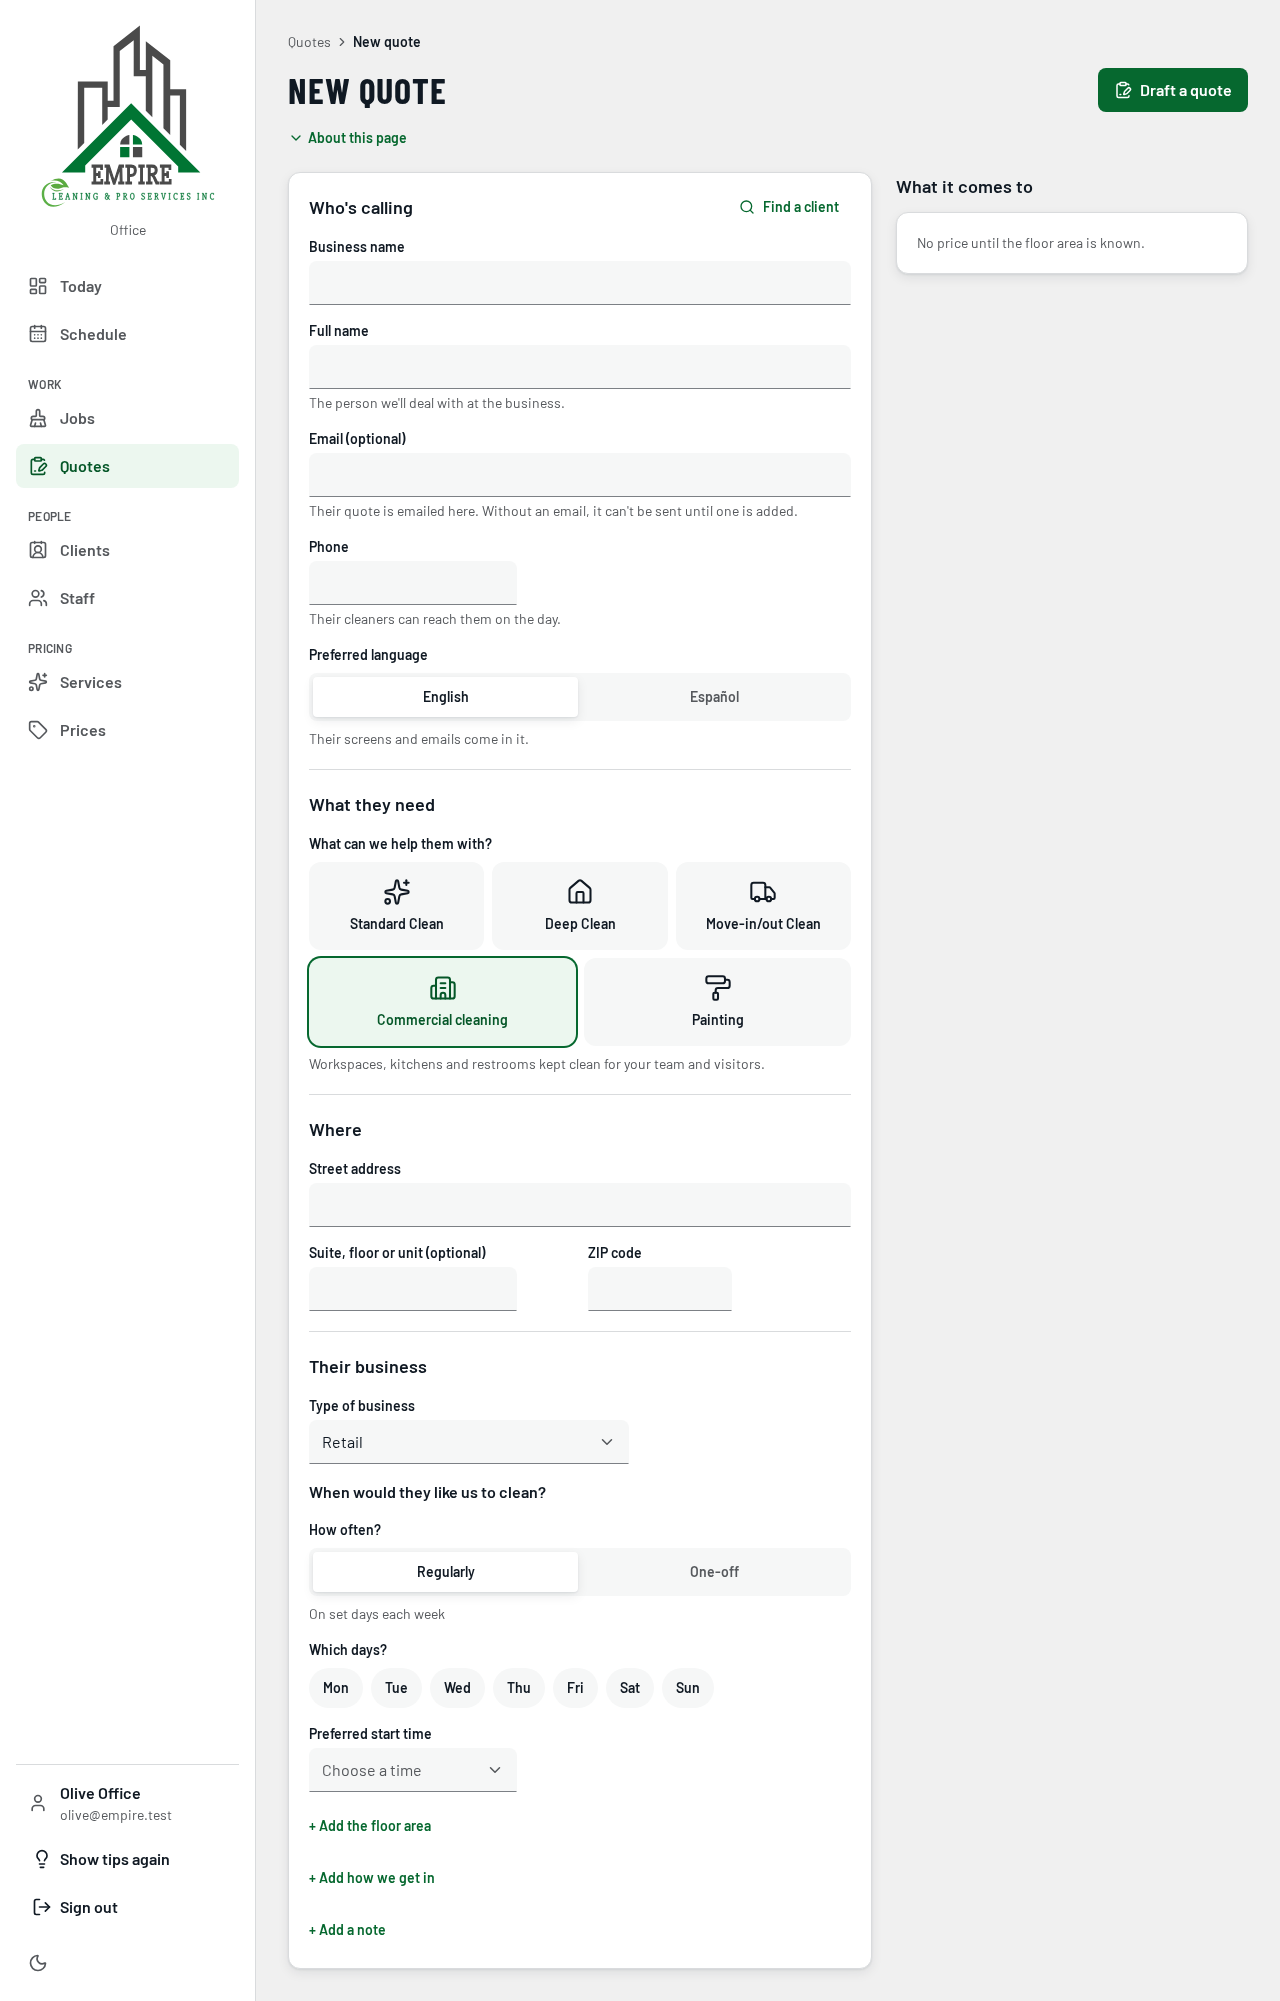 EMPIRE
CLEANING & PRO SERVICES INC
Office
Today
Schedule
WORK
Jobs
Quotes
PEOPLE
Clients
Staff
PRICING
Services
Prices
Olive Office
olive@empire.test
Show tips again
Sign out
Quotes > New quote
NEW QUOTE
Draft a quote
About this page
Who's calling
Find a client
Business name
Full name
The person we'll deal with at the business.
Email (optional)
Their quote is emailed here. Without an email, it can't be sent until one is added.
Phone
Their cleaners can reach them on the day.
Preferred language
English
Español
Their screens and emails come in it.
What they need
What can we help them with?
Standard Clean
Deep Clean
Move-in/out Clean
Commercial cleaning
Painting
Workspaces, kitchens and restrooms kept clean for your team and visitors.
Where
Street address
Suite, floor or unit (optional)
ZIP code
Their business
Type of business
Retail
When would they like us to clean?
How often?
Regularly
One-off
On set days each week
Which days?
Mon
Tue
Wed
Thu
Fri
Sat
Sun
Preferred start time
Choose a time
+ Add the floor area
+ Add how we get in
+ Add a note
What it comes to
No price until the floor area is known.